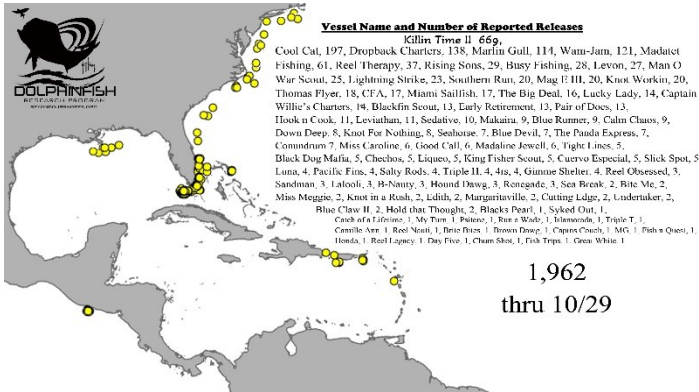 Vessel Name and Number of Reported Releases
Killin Time II 669,
Cool Cat, 197, Dropback Charters, 138, Marlin Gull, 114, Wam-Jam, 121, Madatet
Fishing, 61, Reel Therapy, 37, Rising Sons, 29, Busy Fishing, 28, Levon, 27, Man O
War Scout, 25, Lightning Strike, 23, Southern Run, 20, Mag E III, 20, Knot Workin, 20,
Thomas Flyer, 18, CFA, 17, Miami Sailfish, 17, The Big Deal, 16, Lucky Lady, 14, Captain
Willie's Charters, 14, Blackfin Scout, 13, Early Retirement, 13, Pair of Docs, 13,
Hook n Cook, 11, Leviathan, 11, Sedative, 10, Makaira, 9, Blue Runner, 9, Calm Chaos, 9,
Down Deep, 8, Knot For Nothing, 8, Seahorse, 7, Blue Devil, 7, The Panda Express, 7,
Conundrum 7, Miss Caroline, 6, Good Call, 6, Madaline Jewell, 6, Tight Lines, 5,
Black Dog Mafia, 5, Chechos, 5, Liqueo, 5, King Fisher Scout, 5, Cuervo Especial, 5, Slick Spot, 5
Luna, 4, Pacific Fins, 4, Salty Rods, 4, Triple H, 4, 4rs, 4, Gimme Shelter, 4, Reel Obsessed, 3,
Sandman, 3, Lalooli, 3, B-Nauty, 3, Hound Dawg, 3, Renegade, 3, Sea Break, 2, Bite Me, 2,
Miss Meggie, 2, Knot in a Rush, 2, Edith, 2, Margaritaville, 2, Cutting Edge, 2, Undertaker, 2,
Blue Claw II, 2, Hold that Thought, 2, Blacks Pearl, 1, Syked Out, 1,
Catch of a Lifetime, 1, My Turn, 1, 1, Run a Wade, 1, Islamorada, 1, Triple T, 1,
Camille Ann, 1, Reel Nauti, 1, Brite Bites, 1, Brown Dawg, 1, Capins Couch, 1, MG, 1, Fish n Quest, 1,
Honda, 1, Reel Legacy, 1, Day Five, 1, Chum Shot, 1, Fish Trips, 1, Great White, 1
DOLPHINFISH
RESEARCH PROGRAM
1,962
thru 10/29